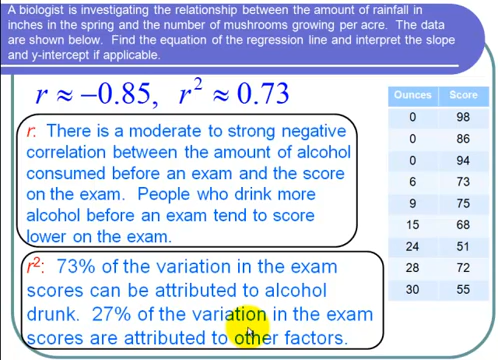 A biologist is investigating the relationship between the amount of rainfall in
inches in the spring and the number of mushrooms growing per acre. The data
are shown below. Find the equation of the regression line and interpret the slope
and y-intercept if applicable.
r ≈ −0.85, r² ≈ 0.73
r: There is a moderate to strong negative
correlation between the amount of alcohol
consumed before an exam and the score
on the exam. People who drink more
alcohol before an exam tend to score
lower on the exam.
r²: 73% of the variation in the exam
scores can be attributed to alcohol
drunk. 27% of the variation in the exam
scores are attributed to other factors.
Ounces Score
0 98
0 86
0 94
6 73
9 75
15 68
24 51
28 72
30 55